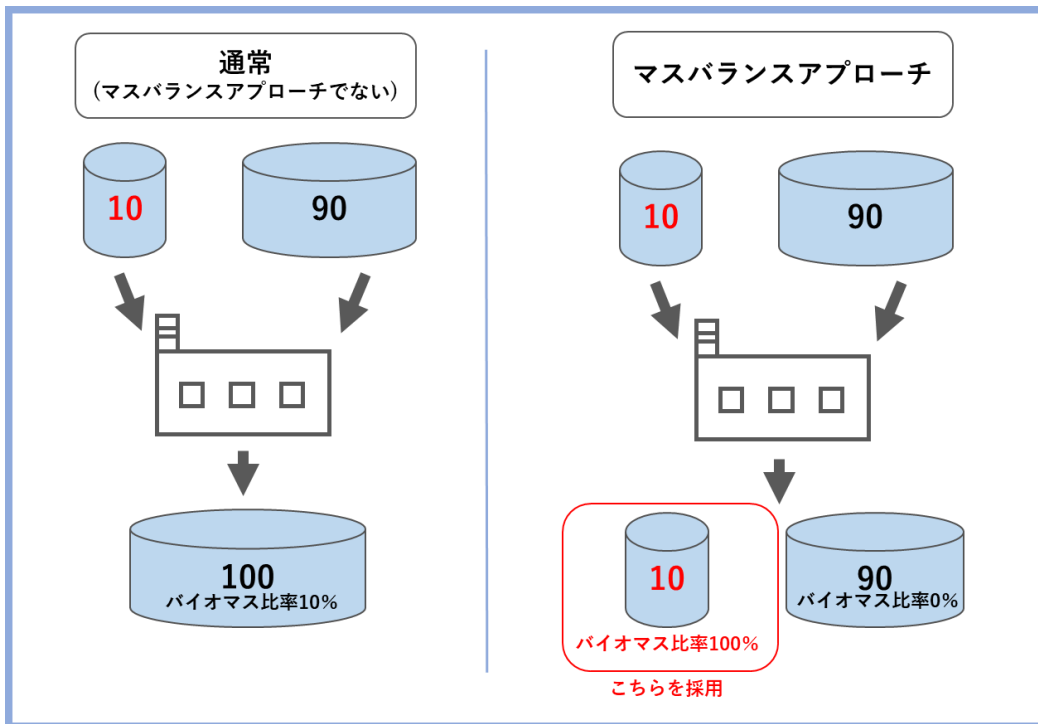 通常
(マスバランスアプローチでない)
10
90
100
バイオマス比率10%
マスバランスアプローチ
10
90
10
バイオマス比率100%
こちらを採用
90
バイオマス比率0%